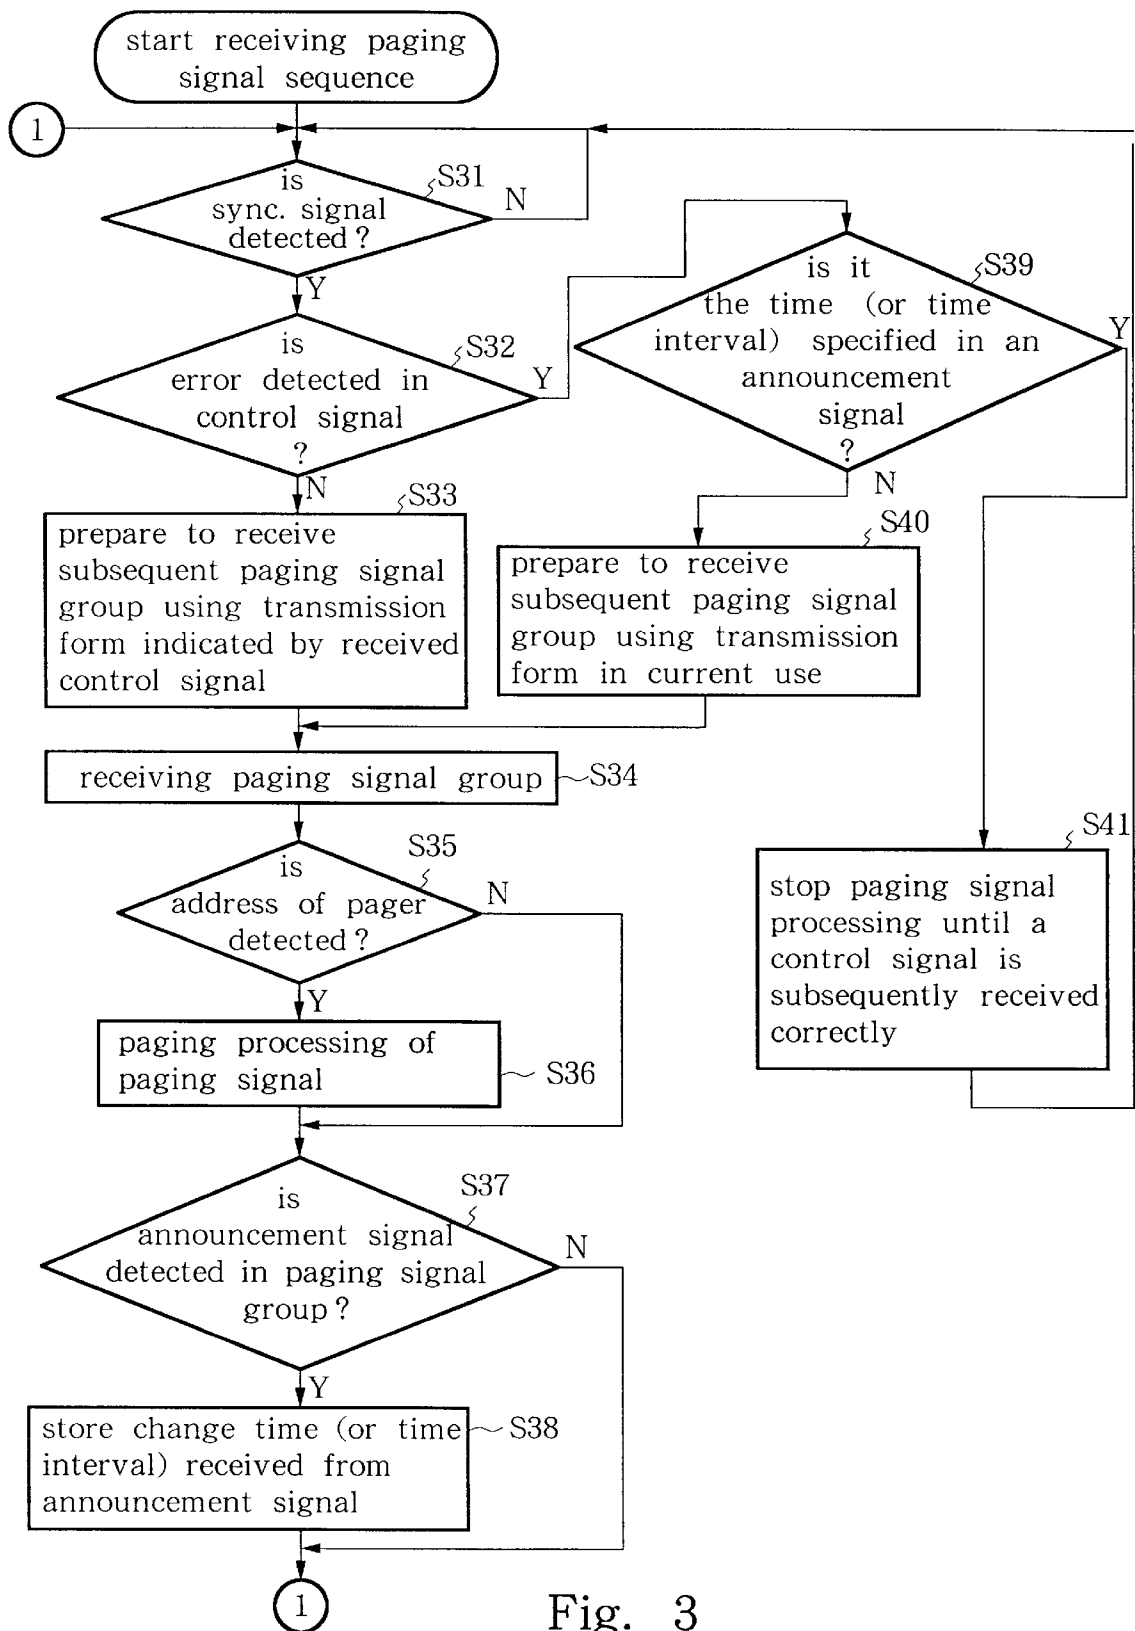 start receiving paging
signal sequence
1
is
sync. signal
detected?
S31
N
Y
is
error detected in
control signal
?
S32
Y
N
is it
the time (or time
interval) specified in an
announcement
signal
?
S39
Y
N
S33
prepare to receive
subsequent paging signal
group using transmission
form indicated by received
control signal
S40
prepare to receive
subsequent paging signal
group using transmission
form in current use
receiving paging signal group
S34
S41
stop paging signal
processing until a
control signal is
subsequently received
correctly
is
address of pager
detected?
S35
N
Y
paging processing of
paging signal
S36
is
announcement signal
detected in paging signal
group?
S37
N
Y
store change time (or time
interval) received from
announcement signal
S38
1
Fig. 3